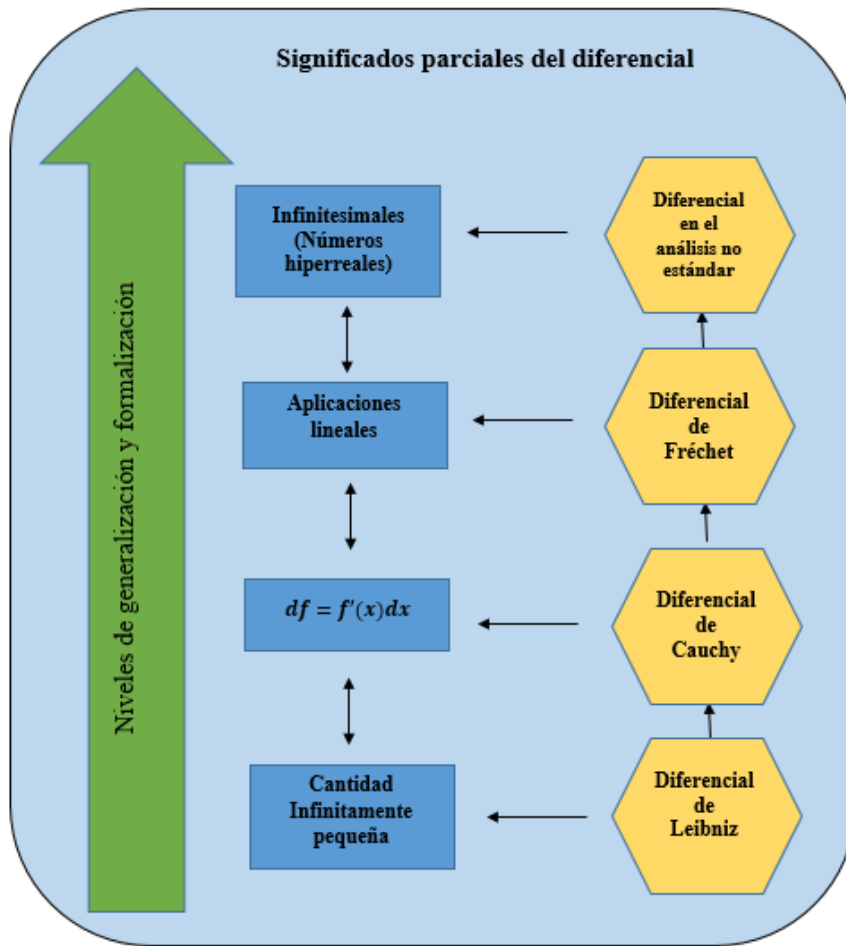 Significados parciales del diferencial
Niveles de generalización y formalización
Infinitesimales
(Números
hiperreales)
Diferencial
en el
análisis no
estándar
Aplicaciones
lineales
Diferencial
de
Fréchet
df = f'(x)dx
Diferencial
de
Cauchy
Cantidad
Infinitamente
pequeña
Diferencial
de
Leibniz